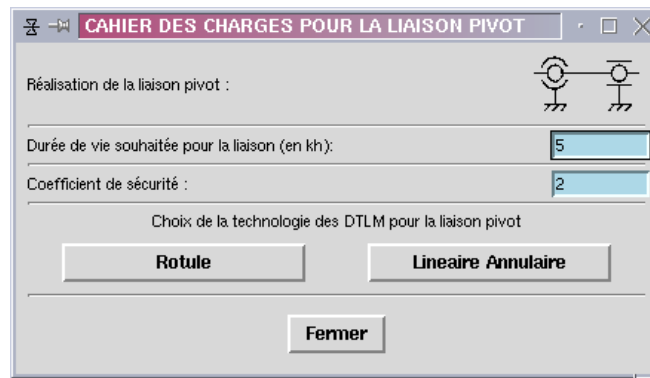 CAHIER DES CHARGES POUR LA LIAISON PIVOT
Réalisation de la liaison pivot :
Durée de vie souhaitée pour la liaison (en kh): 5
Coefficient de sécurité : 2
Choix de la technologie des DTLM pour la liaison pivot
Rotule Lineaire Annulaire
Fermer